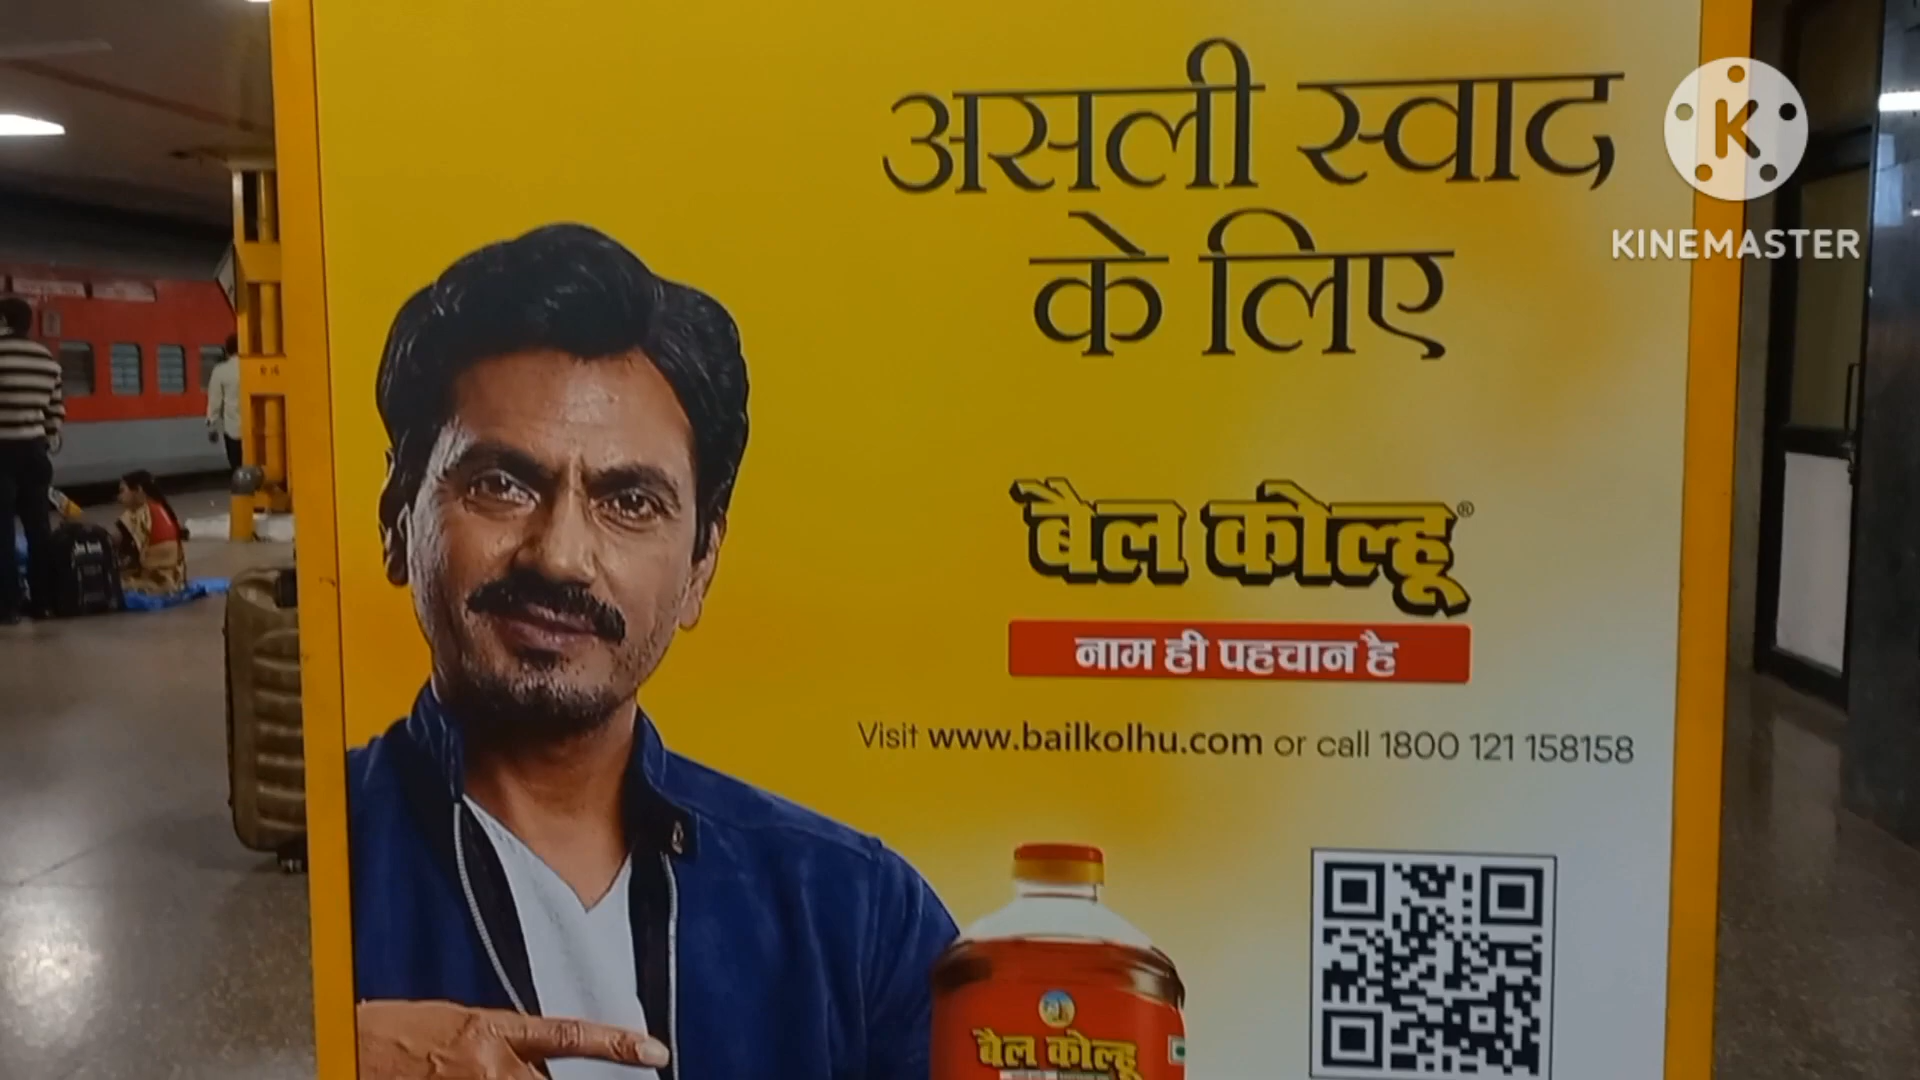 असली स्वाद
के लिए
K
KINEMASTER
बैल कोल्हू®
नाम ही पहचान है
Visit www.bailkolhu.com or call 1800 121 158158
बैल कोल्हू